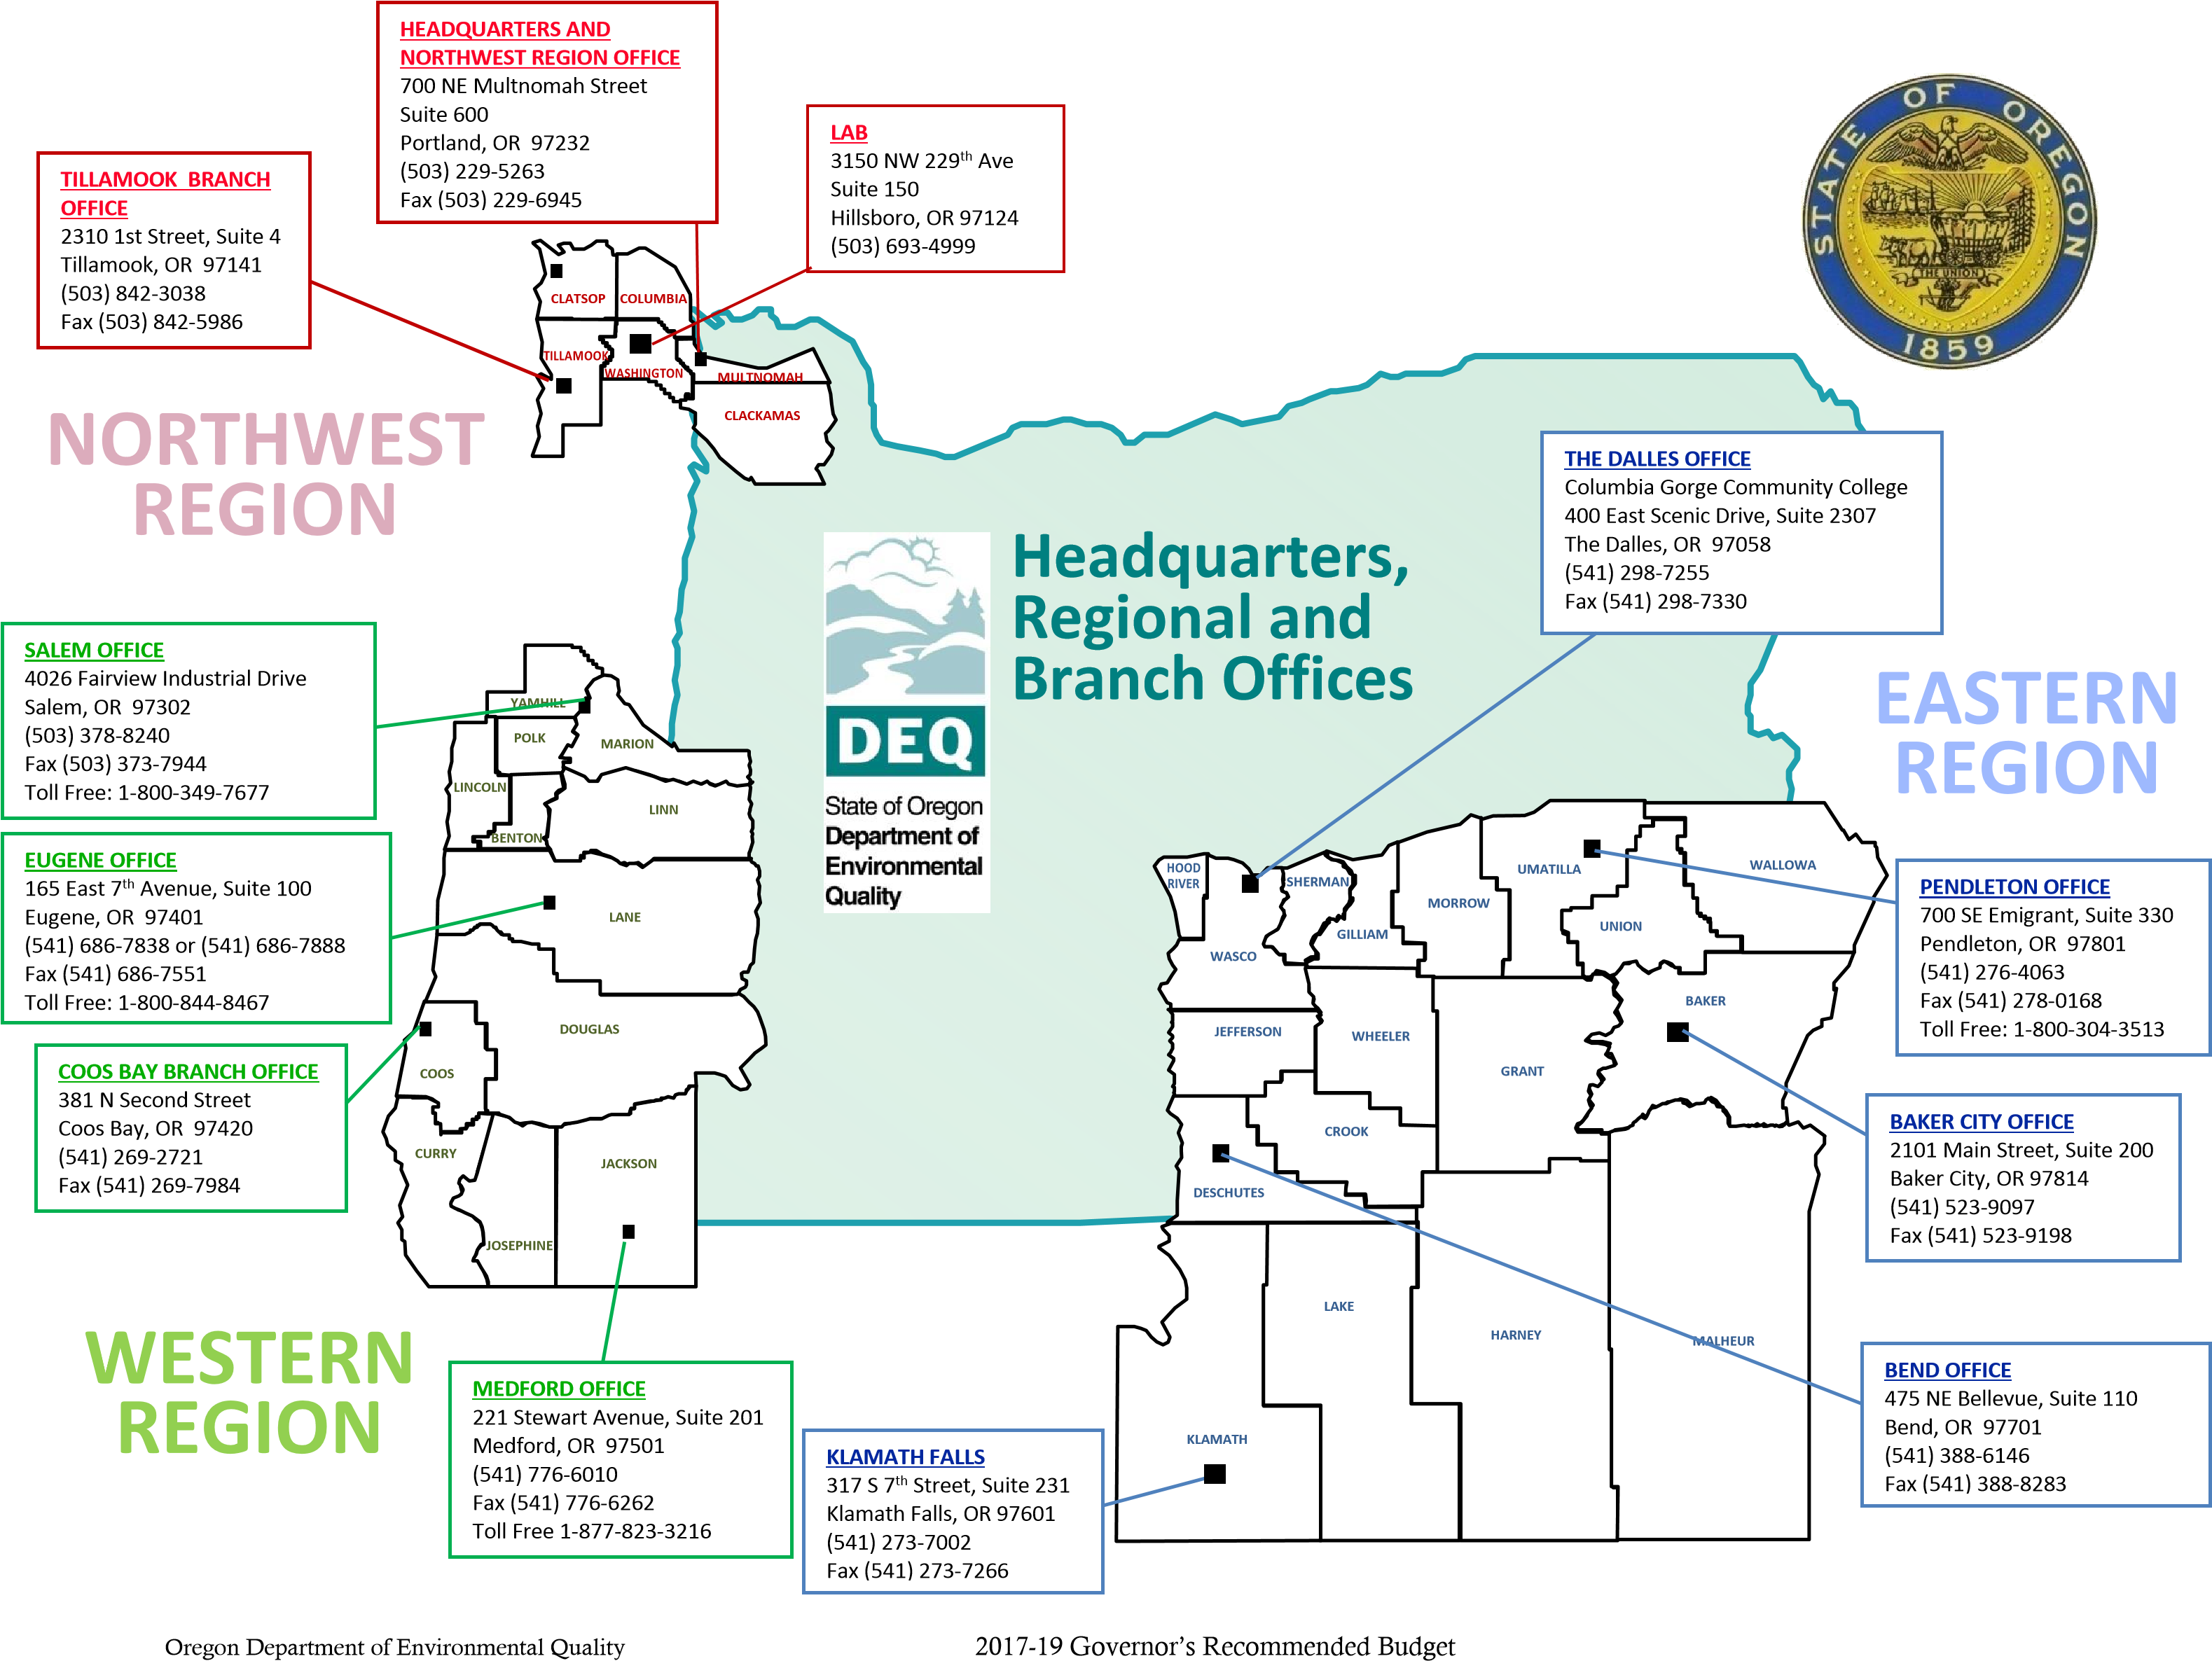 HEADQUARTERS AND
NORTHWEST REGION OFFICE
700 NE Multnomah Street
Suite 600
Portland, OR 97232
(503) 229-5263
Fax (503) 229-6945
LAB
3150 NW 229th Ave
Suite 150
Hillsboro, OR 97124
(503) 693-4999
TILLAMOOK BRANCH
OFFICE
2310 1st Street, Suite 4
Tillamook, OR 97141
(503) 842-3038
Fax (503) 842-5986
STATE OF OREGON
THE UNION
1859
CLATSOP
COLUMBIA
TILLAMOOK
WASHINGTON
MULTNOMAH
CLACKAMAS
NORTHWEST
REGION
Headquarters,
Regional and
Branch Offices
DEQ
State of Oregon
Department of
Environmental
Quality
THE DALLES OFFICE
Columbia Gorge Community College
400 East Scenic Drive, Suite 2307
The Dalles, OR 97058
(541) 298-7255
Fax (541) 298-7330
EASTERN
REGION
SALEM OFFICE
4026 Fairview Industrial Drive
Salem, OR 97302
(503) 378-8240
Fax (503) 373-7944
Toll Free: 1-800-349-7677
EUGENE OFFICE
165 East 7th Avenue, Suite 100
Eugene, OR 97401
(541) 686-7838 or (541) 686-7888
Fax (541) 686-7551
Toll Free: 1-800-844-8467
COOS BAY BRANCH OFFICE
381 N Second Street
Coos Bay, OR 97420
(541) 269-2721
Fax (541) 269-7984
YAMHILL
POLK
MARION
LINCOLN
LINN
BENTON
LANE
DOUGLAS
COOS
CURRY
JACKSON
JOSEPHINE
WESTERN
REGION
MEDFORD OFFICE
221 Stewart Avenue, Suite 201
Medford, OR 97501
(541) 776-6010
Fax (541) 776-6262
Toll Free 1-877-823-3216
KLAMATH FALLS
317 S 7th Street, Suite 231
Klamath Falls, OR 97601
(541) 273-7002
Fax (541) 273-7266
HOOD
RIVER
SHERMAN
UMATILLA
WALLOWA
MORROW
UNION
GILLIAM
WASCO
BAKER
JEFFERSON
WHEELER
GRANT
CROOK
DESCHUTES
LAKE
HARNEY
MALHEUR
KLAMATH
PENDLETON OFFICE
700 SE Emigrant, Suite 330
Pendleton, OR 97801
(541) 276-4063
Fax (541) 278-0168
Toll Free: 1-800-304-3513
BAKER CITY OFFICE
2101 Main Street, Suite 200
Baker City, OR 97814
(541) 523-9097
Fax (541) 523-9198
BEND OFFICE
475 NE Bellevue, Suite 110
Bend, OR 97701
(541) 388-6146
Fax (541) 388-8283
Oregon Department of Environmental Quality
2017-19 Governor's Recommended Budget